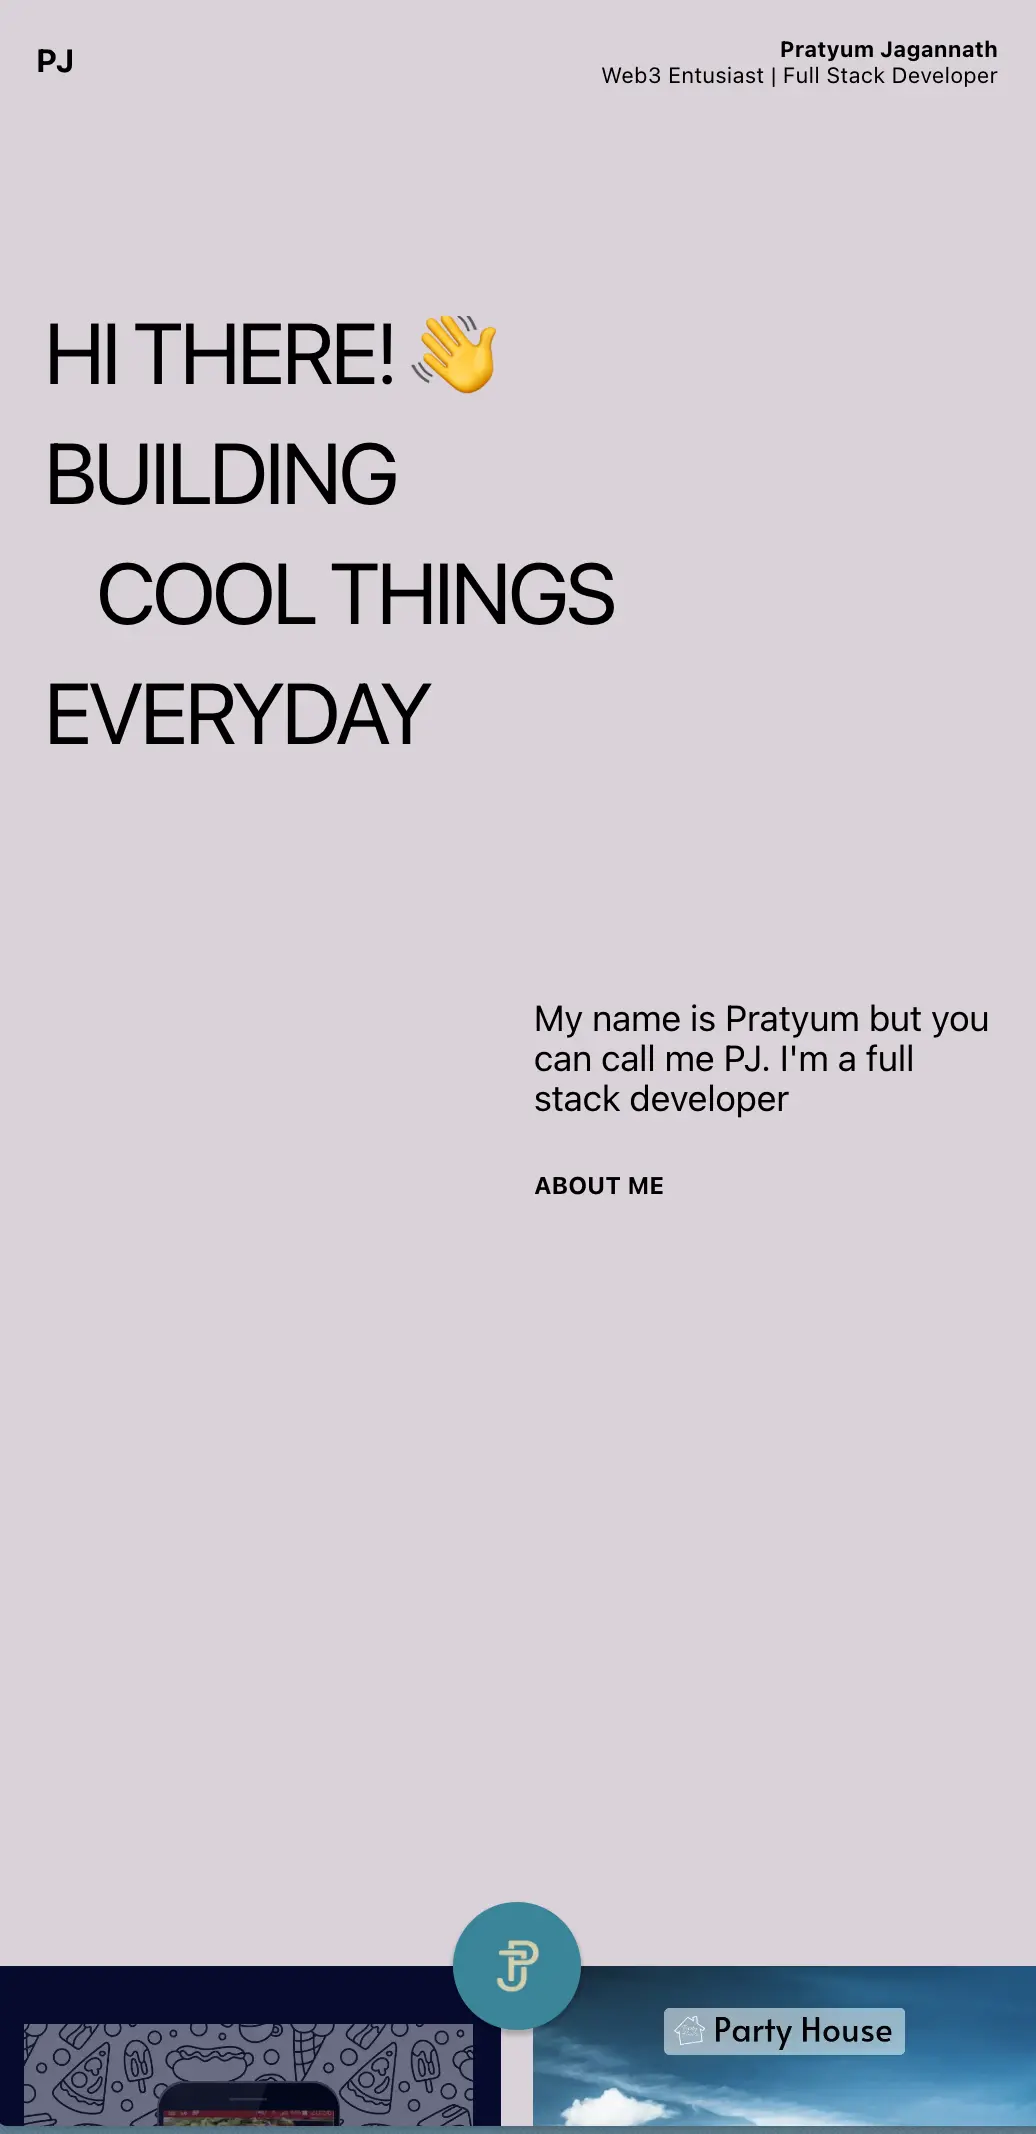 PJ
Pratyum Jagannath
Web3 Entusiast | Full Stack Developer
HI THERE! 👋
BUILDING
COOL THINGS
EVERYDAY
My name is Pratyum but you
can call me PJ. I'm a full
stack developer
ABOUT ME
PJ
Party House